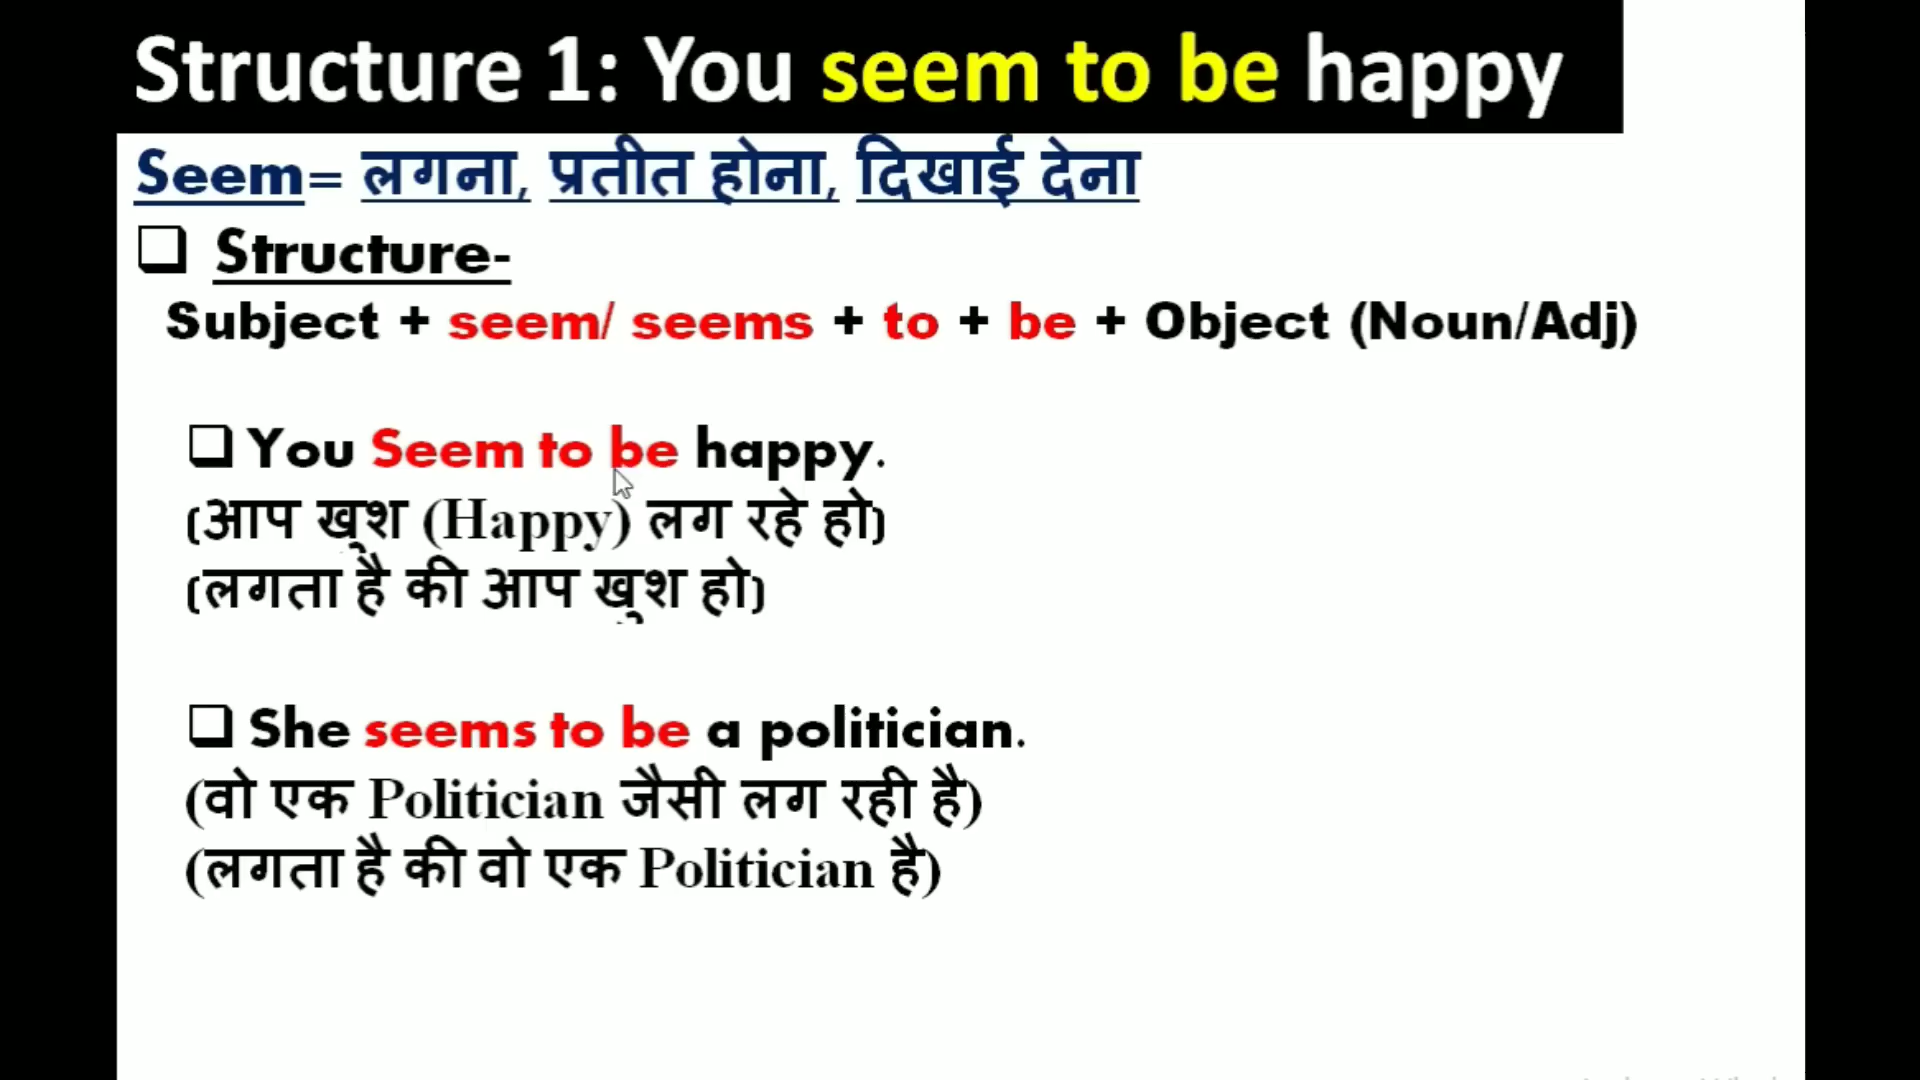 Structure 1: You seem to be happy
Seem= लगना, प्रतीत होना, दिखाई देना
❑ Structure-
Subject + seem/ seems + to + be + Object (Noun/Adj)
❑ You Seem to be happy.
(आप खुश (Happy) लग रहे हो)
(लगता है की आप खुश हो)
❑ She seems to be a politician.
(वो एक Politician जैसी लग रही है)
(लगता है की वो एक Politician है)